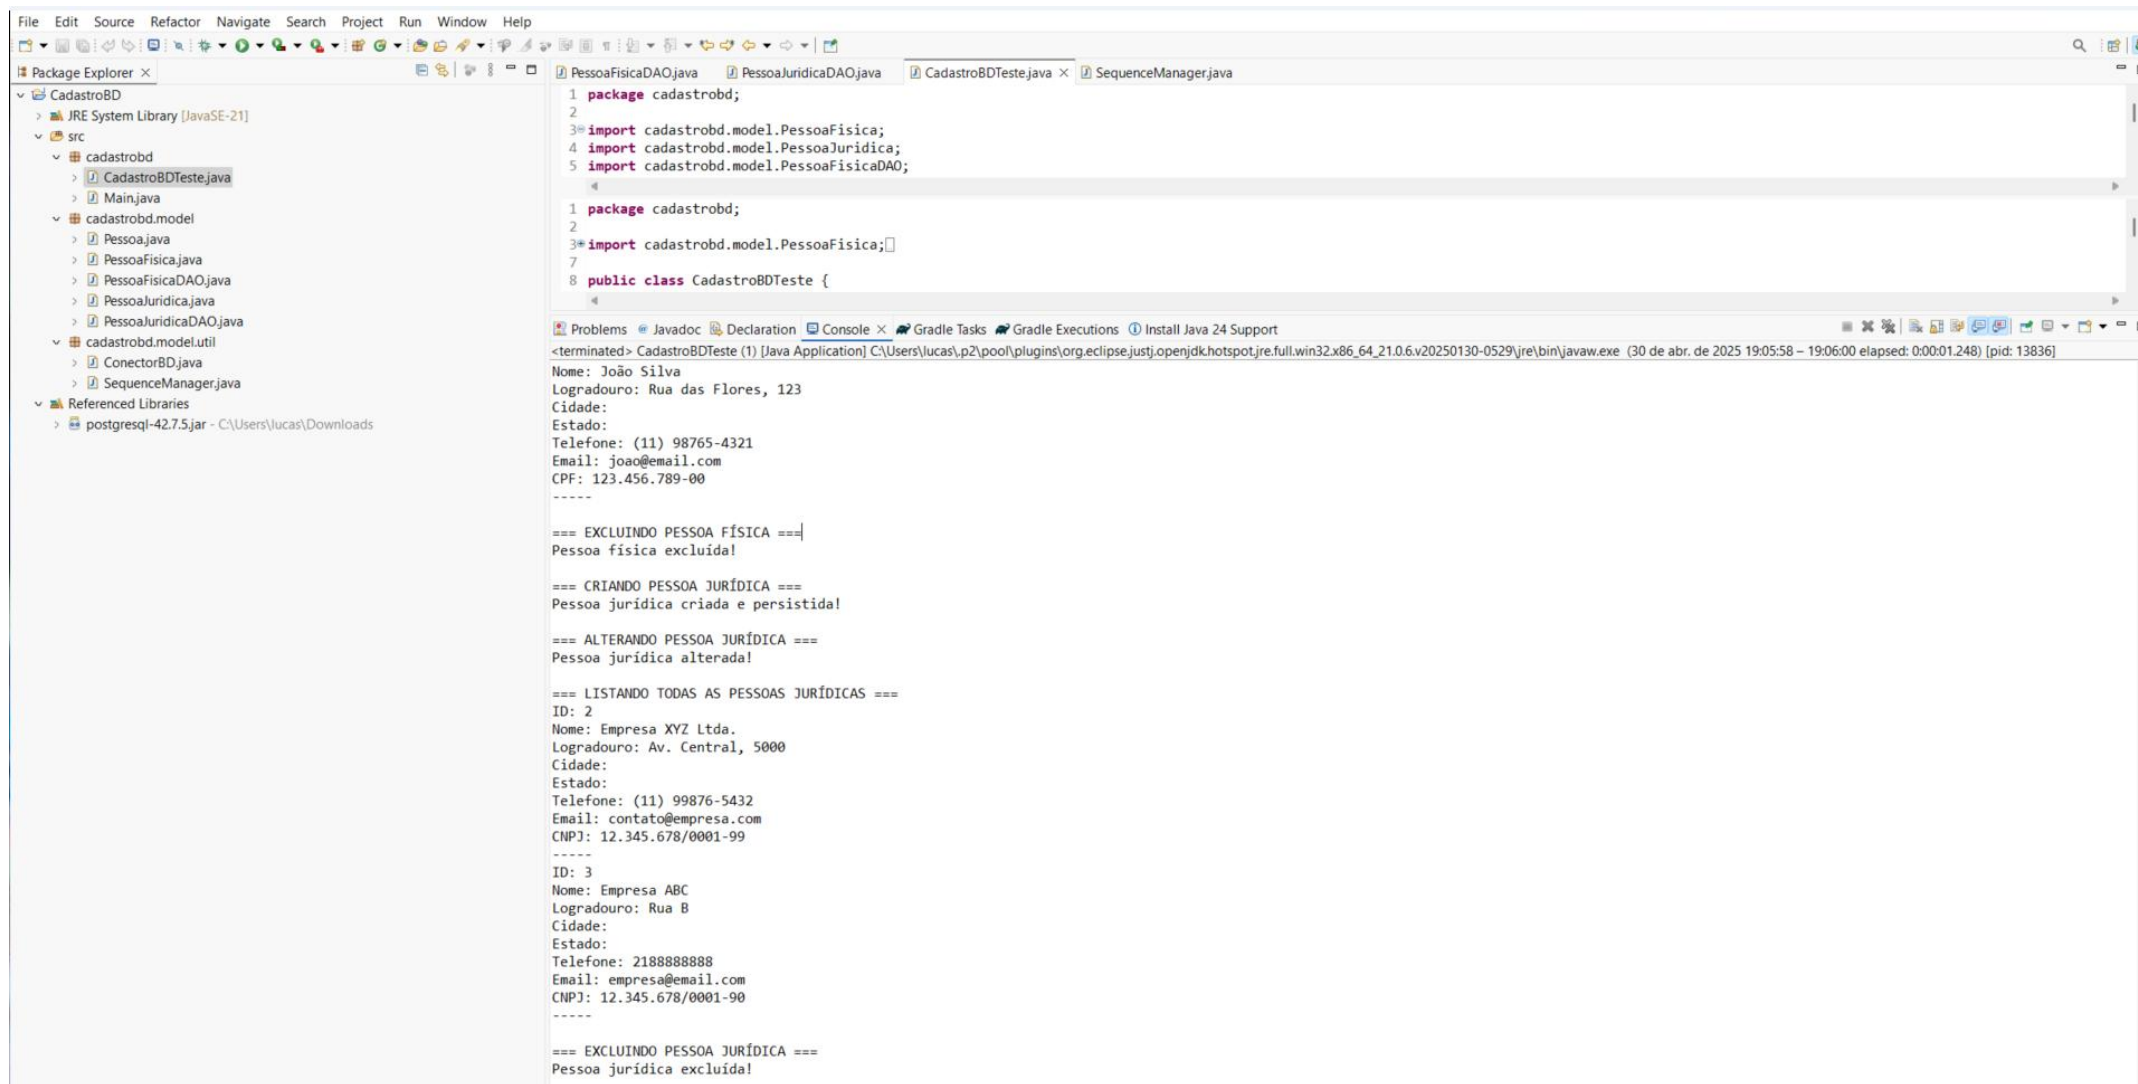 File Edit Source Refactor Navigate Search Project Run Window Help
Package Explorer
CadastroBD
JRE System Library [JavaSE-21]
src
cadastrobd
CadastroBDTeste.java
Main.java
cadastrobd.model
Pessoa.java
PessoaFisica.java
PessoaFisicaDAO.java
PessoaJuridica.java
PessoaJuridicaDAO.java
cadastrobd.model.util
ConectorBD.java
SequenceManager.java
Referenced Libraries
postgresql-42.7.5.jar - C:\Users\lucas\Downloads
PessoaFisicaDAO.java PessoaJuridicaDAO.java CadastroBDTeste.java SequenceManager.java
1 package cadastrobd;
2
3 import cadastrobd.model.PessoaFisica;
4 import cadastrobd.model.PessoaJuridica;
5 import cadastrobd.model.PessoaFisicaDAO;
1 package cadastrobd;
2
3 import cadastrobd.model.PessoaFisica;
7
8 public class CadastroBDTeste {
Problems Javadoc Declaration Console Gradle Tasks Gradle Executions Install Java 24 Support
<terminated> CadastroBDTeste (1) [Java Application] C:\Users\lucas\.p2\pool\plugins\org.eclipse.justj.openjdk.hotspot.jre.full.win32.x86_64_21.0.6.v20250130-0529\jre\bin\javaw.exe (30 de abr. de 2025 19:05:58 – 19:06:00 elapsed: 0:00:01.248) [pid: 13836]
Nome: João Silva
Logradouro: Rua das Flores, 123
Cidade:
Estado:
Telefone: (11) 98765-4321
Email: joao@email.com
CPF: 123.456.789-00
-----
=== EXCLUINDO PESSOA FÍSICA ===
Pessoa física excluída!
=== CRIANDO PESSOA JURÍDICA ===
Pessoa jurídica criada e persistida!
=== ALTERANDO PESSOA JURÍDICA ===
Pessoa jurídica alterada!
=== LISTANDO TODAS AS PESSOAS JURÍDICAS ===
ID: 2
Nome: Empresa XYZ Ltda.
Logradouro: Av. Central, 5000
Cidade:
Estado:
Telefone: (11) 99876-5432
Email: contato@empresa.com
CNPJ: 12.345.678/0001-99
-----
ID: 3
Nome: Empresa ABC
Logradouro: Rua B
Cidade:
Estado:
Telefone: 2188888888
Email: empresa@email.com
CNPJ: 12.345.678/0001-90
-----
=== EXCLUINDO PESSOA JURÍDICA ===
Pessoa jurídica excluída!